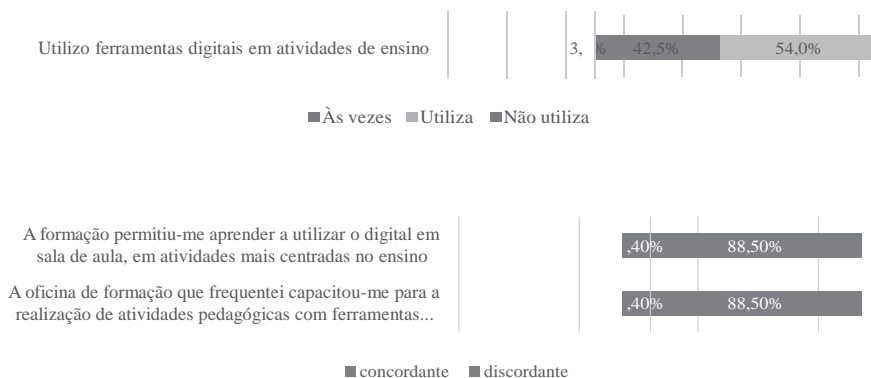 Utilizo ferramentas digitais em atividades de ensino
3, % 42,5% 54,0%
Às vezes Utiliza Não utiliza
A formação permitiu-me aprender a utilizar o digital em
sala de aula, em atividades mais centradas no ensino
,40% 88,50%
A oficina de formação que frequentei capacitou-me para a
realização de atividades pedagógicas com ferramentas...
,40% 88,50%
concordante discordante